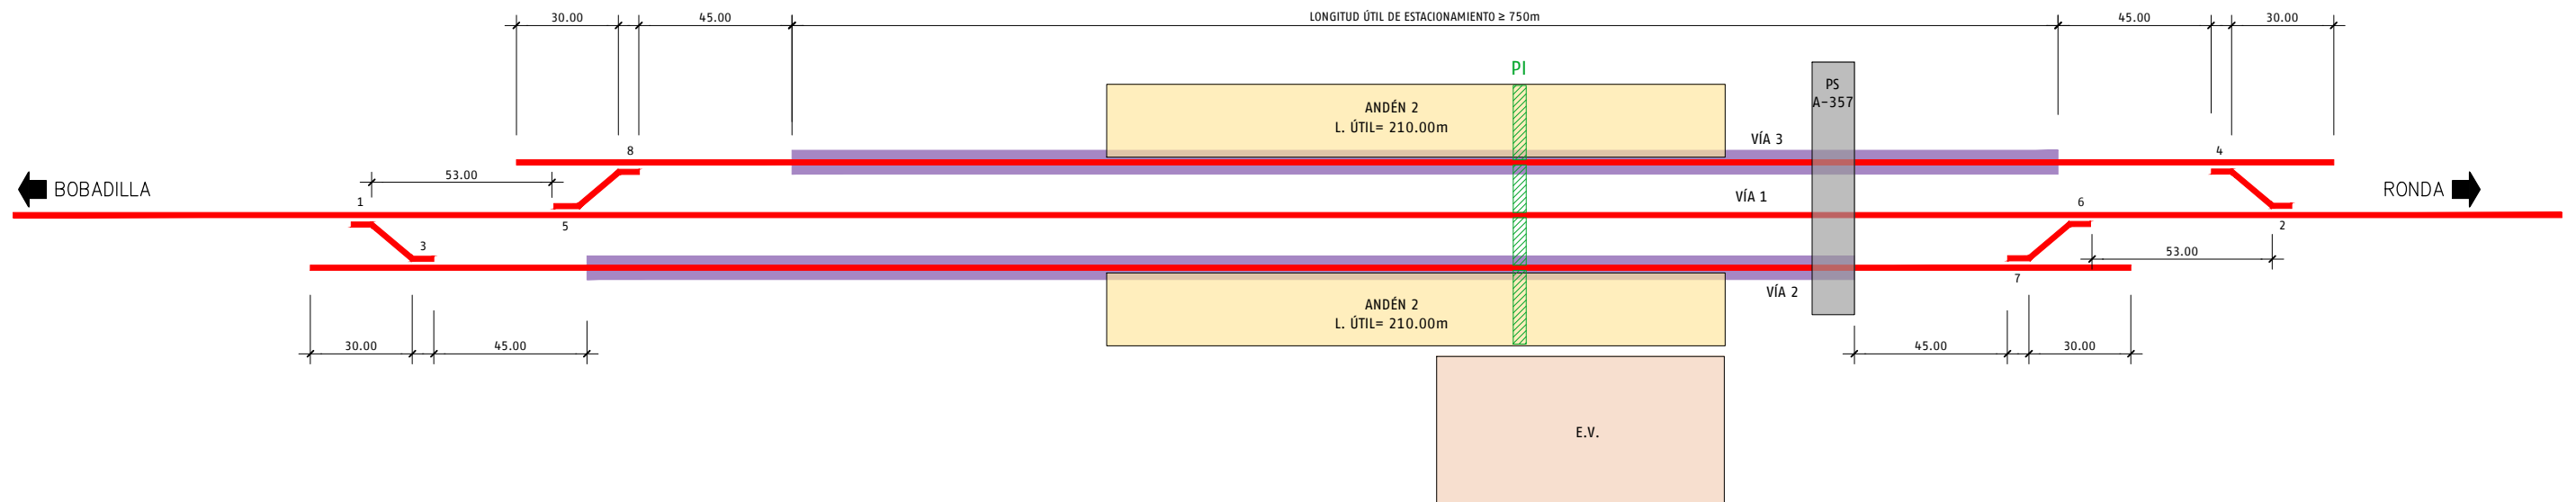 30.00
45.00
LONGITUD ÚTIL DE ESTACIONAMIENTO ≥ 750m
45.00
30.00
PI
PS
A-357
ANDÉN 2
L. ÚTIL= 210.00m
VÍA 3
8
4
53.00
BOBADILLA
RONDA
VÍA 1
1
5
6
2
3
53.00
7
VÍA 2
ANDÉN 2
L. ÚTIL= 210.00m
30.00
45.00
45.00
30.00
E.V.